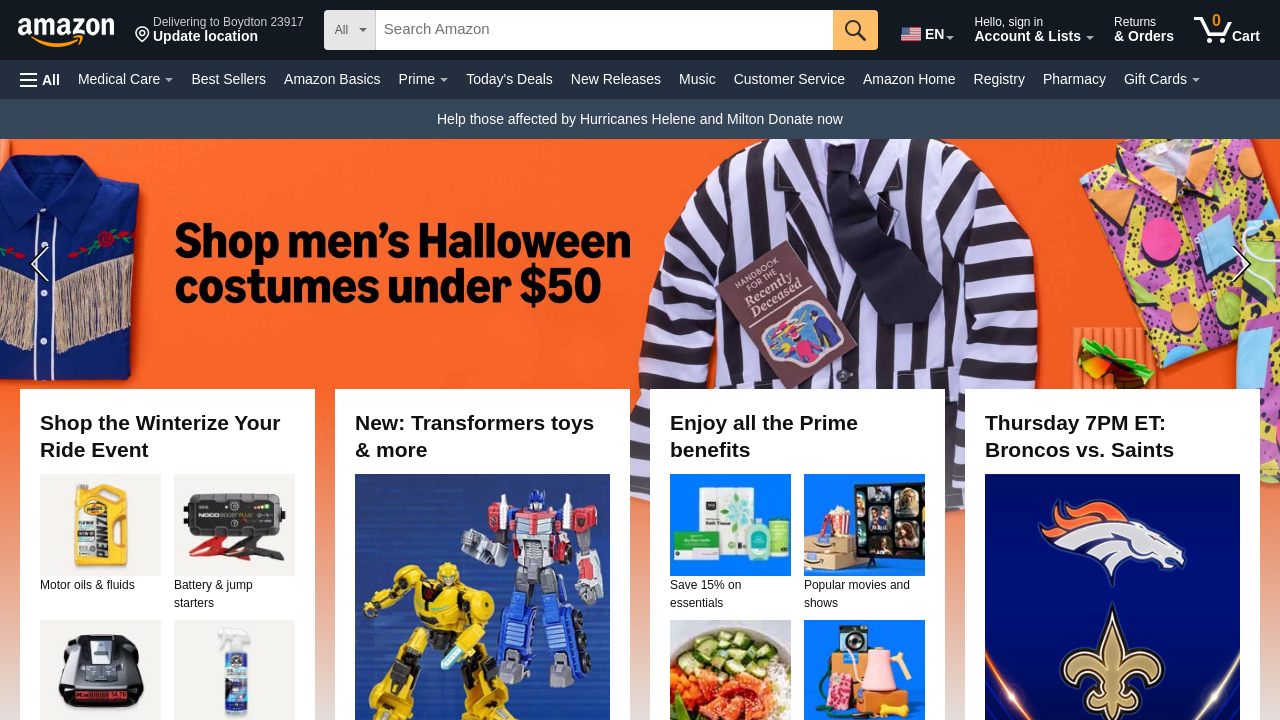 amazon
Delivering to Boydton 23917
Update location
All
Search Amazon
EN
Hello, sign in
Account & Lists
Returns
& Orders
0
Cart
All
Medical Care
Best Sellers
Amazon Basics
Prime
Today's Deals
New Releases
Music
Customer Service
Amazon Home
Registry
Pharmacy
Gift Cards
Help those affected by Hurricanes Helene and Milton Donate now
Shop men's Halloween
costumes under $50
HANDBOOK
FOR THE
Recently
Deceased
Shop the Winterize Your
Ride Event
Motor oils & fluids
NOCO BOOST PLUS
Battery & jump
starters
New: Transformers toys
& more
Enjoy all the Prime
benefits
Save 15% on
essentials
Popular movies and
shows
Thursday 7PM ET:
Broncos vs. Saints